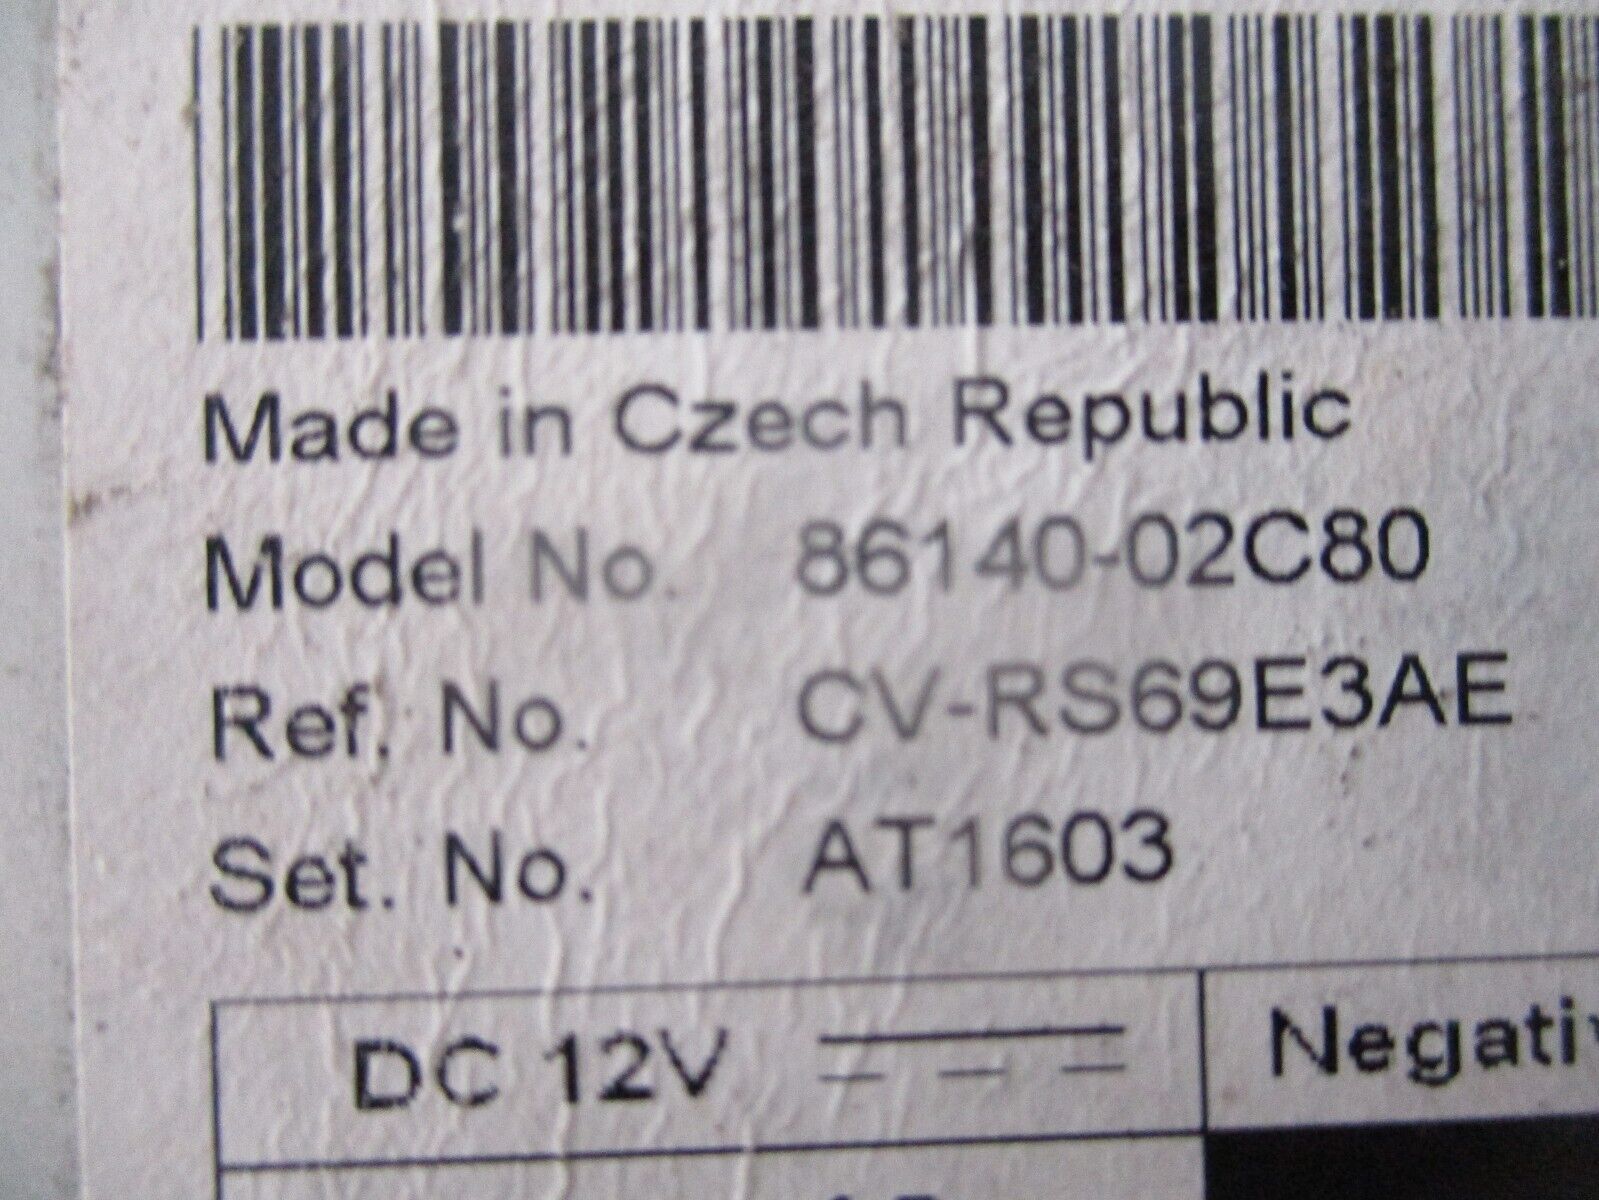 Made in Czech Republic
Model No. 86140-02C80
Ref. No. CV-RS69E3AE
Set. No. AT1603
DC 12V